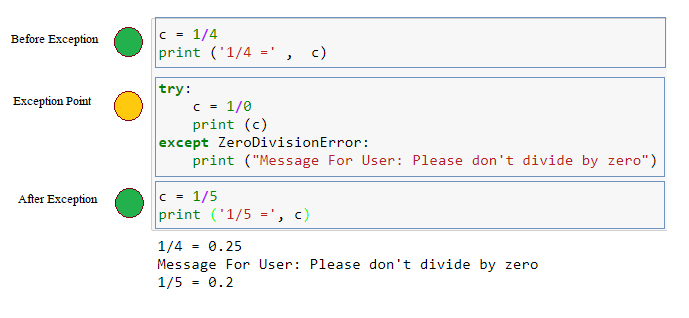 Before Exception
c = 1/4
print ('1/4 =' , c)
Exception Point
try:
    c = 1/0
    print (c)
except ZeroDivisionError:
    print ("Message For User: Please don't divide by zero")
After Exception
c = 1/5
print ('1/5 =', c)
1/4 = 0.25
Message For User: Please don't divide by zero
1/5 = 0.2